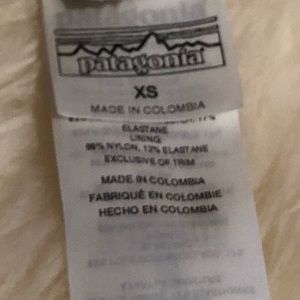 patagonia
XS
MADE IN COLOMBIA
ELASTANE
LINING:
88% NYLON, 12% ELASTANE
EXCLUSIVE OF TRIM
MADE IN COLOMBIA
FABRIQUÉ EN COLOMBIE
HECHO EN COLOMBIA